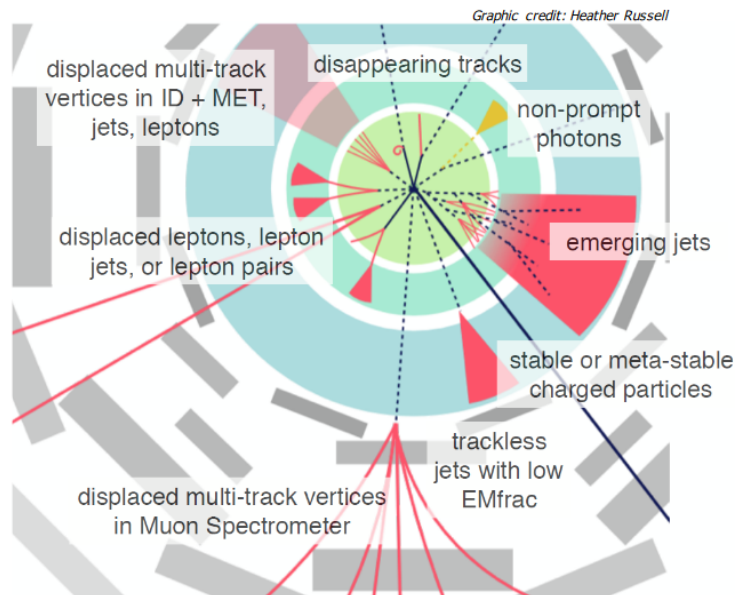 Graphic credit: Heather Russell
displaced multi-track
vertices in ID + MET,
jets, leptons
disappearing tracks
non-prompt
photons
displaced leptons, lepton
jets, or lepton pairs
emerging jets
stable or meta-stable
charged particles
trackless
jets with low
EMfrac
displaced multi-track vertices
in Muon Spectrometer